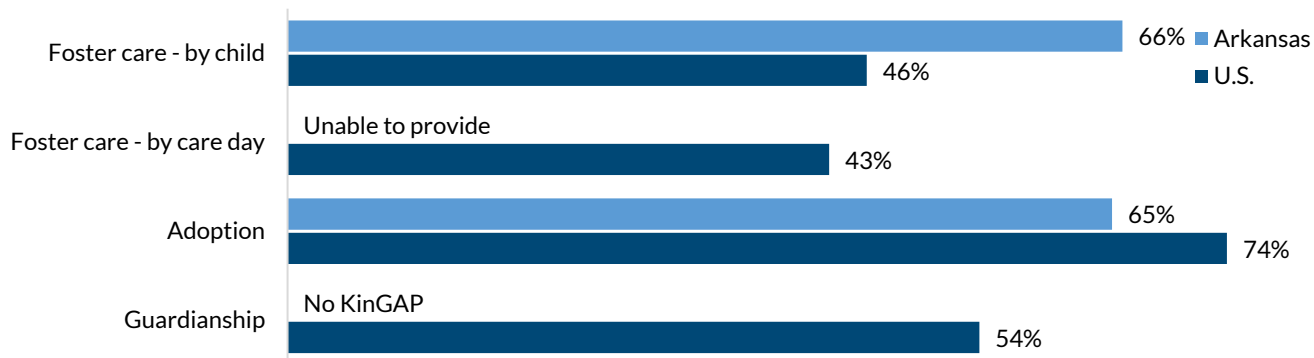 Foster care - by child
66%
Arkansas
46%
U.S.
Foster care - by care day
Unable to provide
43%
Adoption
65%
74%
Guardianship
No KinGAP
54%